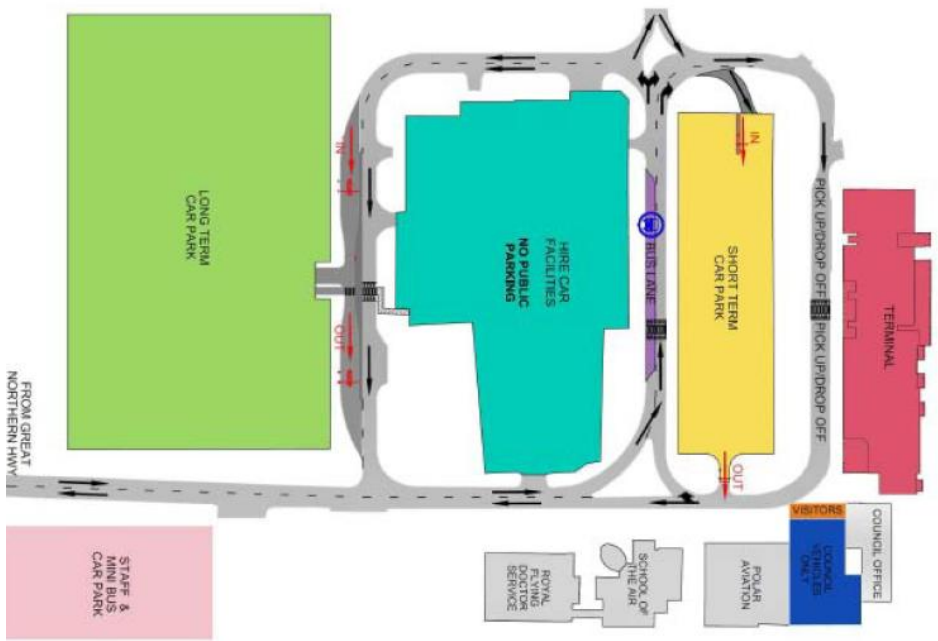 LONG TERM
CAR PARK
IN
OUT
HIRE CAR
FACILITIES
NO PUBLIC
PARKING
BUS LANE
IN
SHORT TERM
CAR PARK
OUT
PICK UP/DROP OFF
PICK UP/DROP OFF
TERMINAL
FROM GREAT
NORTHERN HWY
STAFF &
MINI BUS
CAR PARK
ROYAL
FLYING
DOCTOR
SERVICE
SCHOOL OF
THE AIR
POLAR
AVIATION
VISITORS
COUNCIL
VEHICLES
ONLY
COUNCIL OFFICE